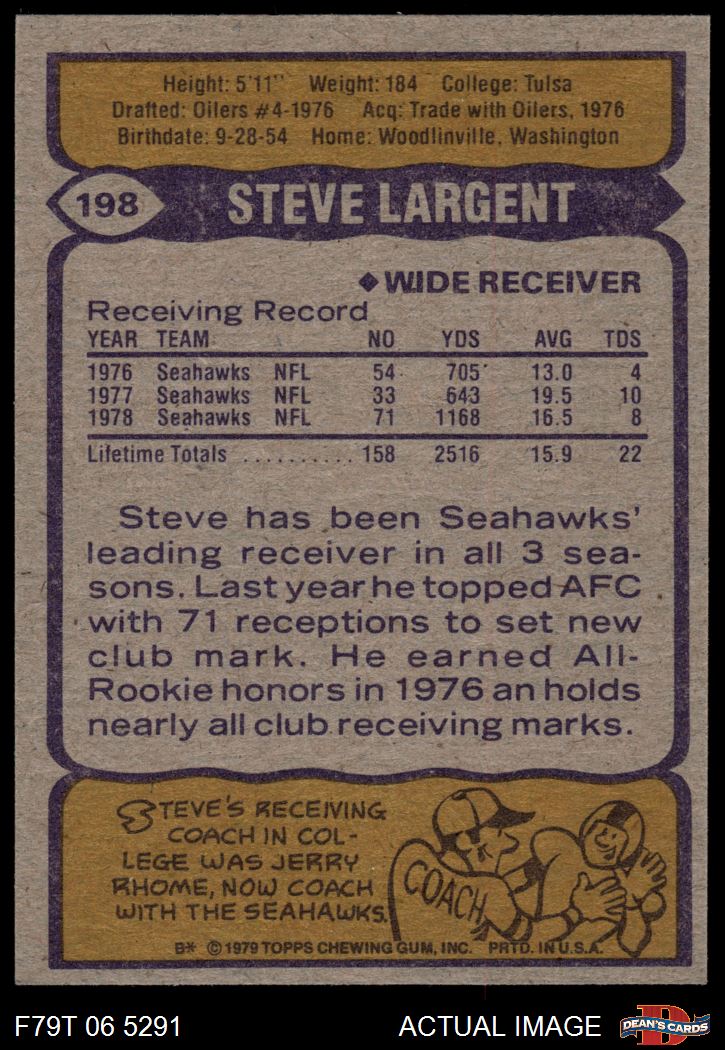 Height: 5'11" Weight: 184 College: Tulsa
Drafted: Oilers #4-1976 Acq: Trade with Oilers, 1976
Birthdate: 9-28-54 Home: Woodlinville, Washington
198 STEVE LARGENT
◆ WIDE RECEIVER
Receiving Record
YEAR TEAM NO YDS AVG TDS
1976 Seahawks NFL 54 705 13.0 4
1977 Seahawks NFL 33 643 19.5 10
1978 Seahawks NFL 71 1168 16.5 8
Lifetime Totals .......... 158 2516 15.9 22
Steve has been Seahawks'
leading receiver in all 3 sea-
sons. Last year he topped AFC
with 71 receptions to set new
club mark. He earned All-
Rookie honors in 1976 an holds
nearly all club receiving marks.
STEVE'S RECEIVING
COACH IN COL-
LEGE WAS JERRY
RHOME, NOW COACH
WITH THE SEAHAWKS.
COACH
B* © 1979 TOPPS CHEWING GUM, INC. PRTD. IN U.S.A.
F79T 06 5291 ACTUAL IMAGE D DEAN'S CARDS